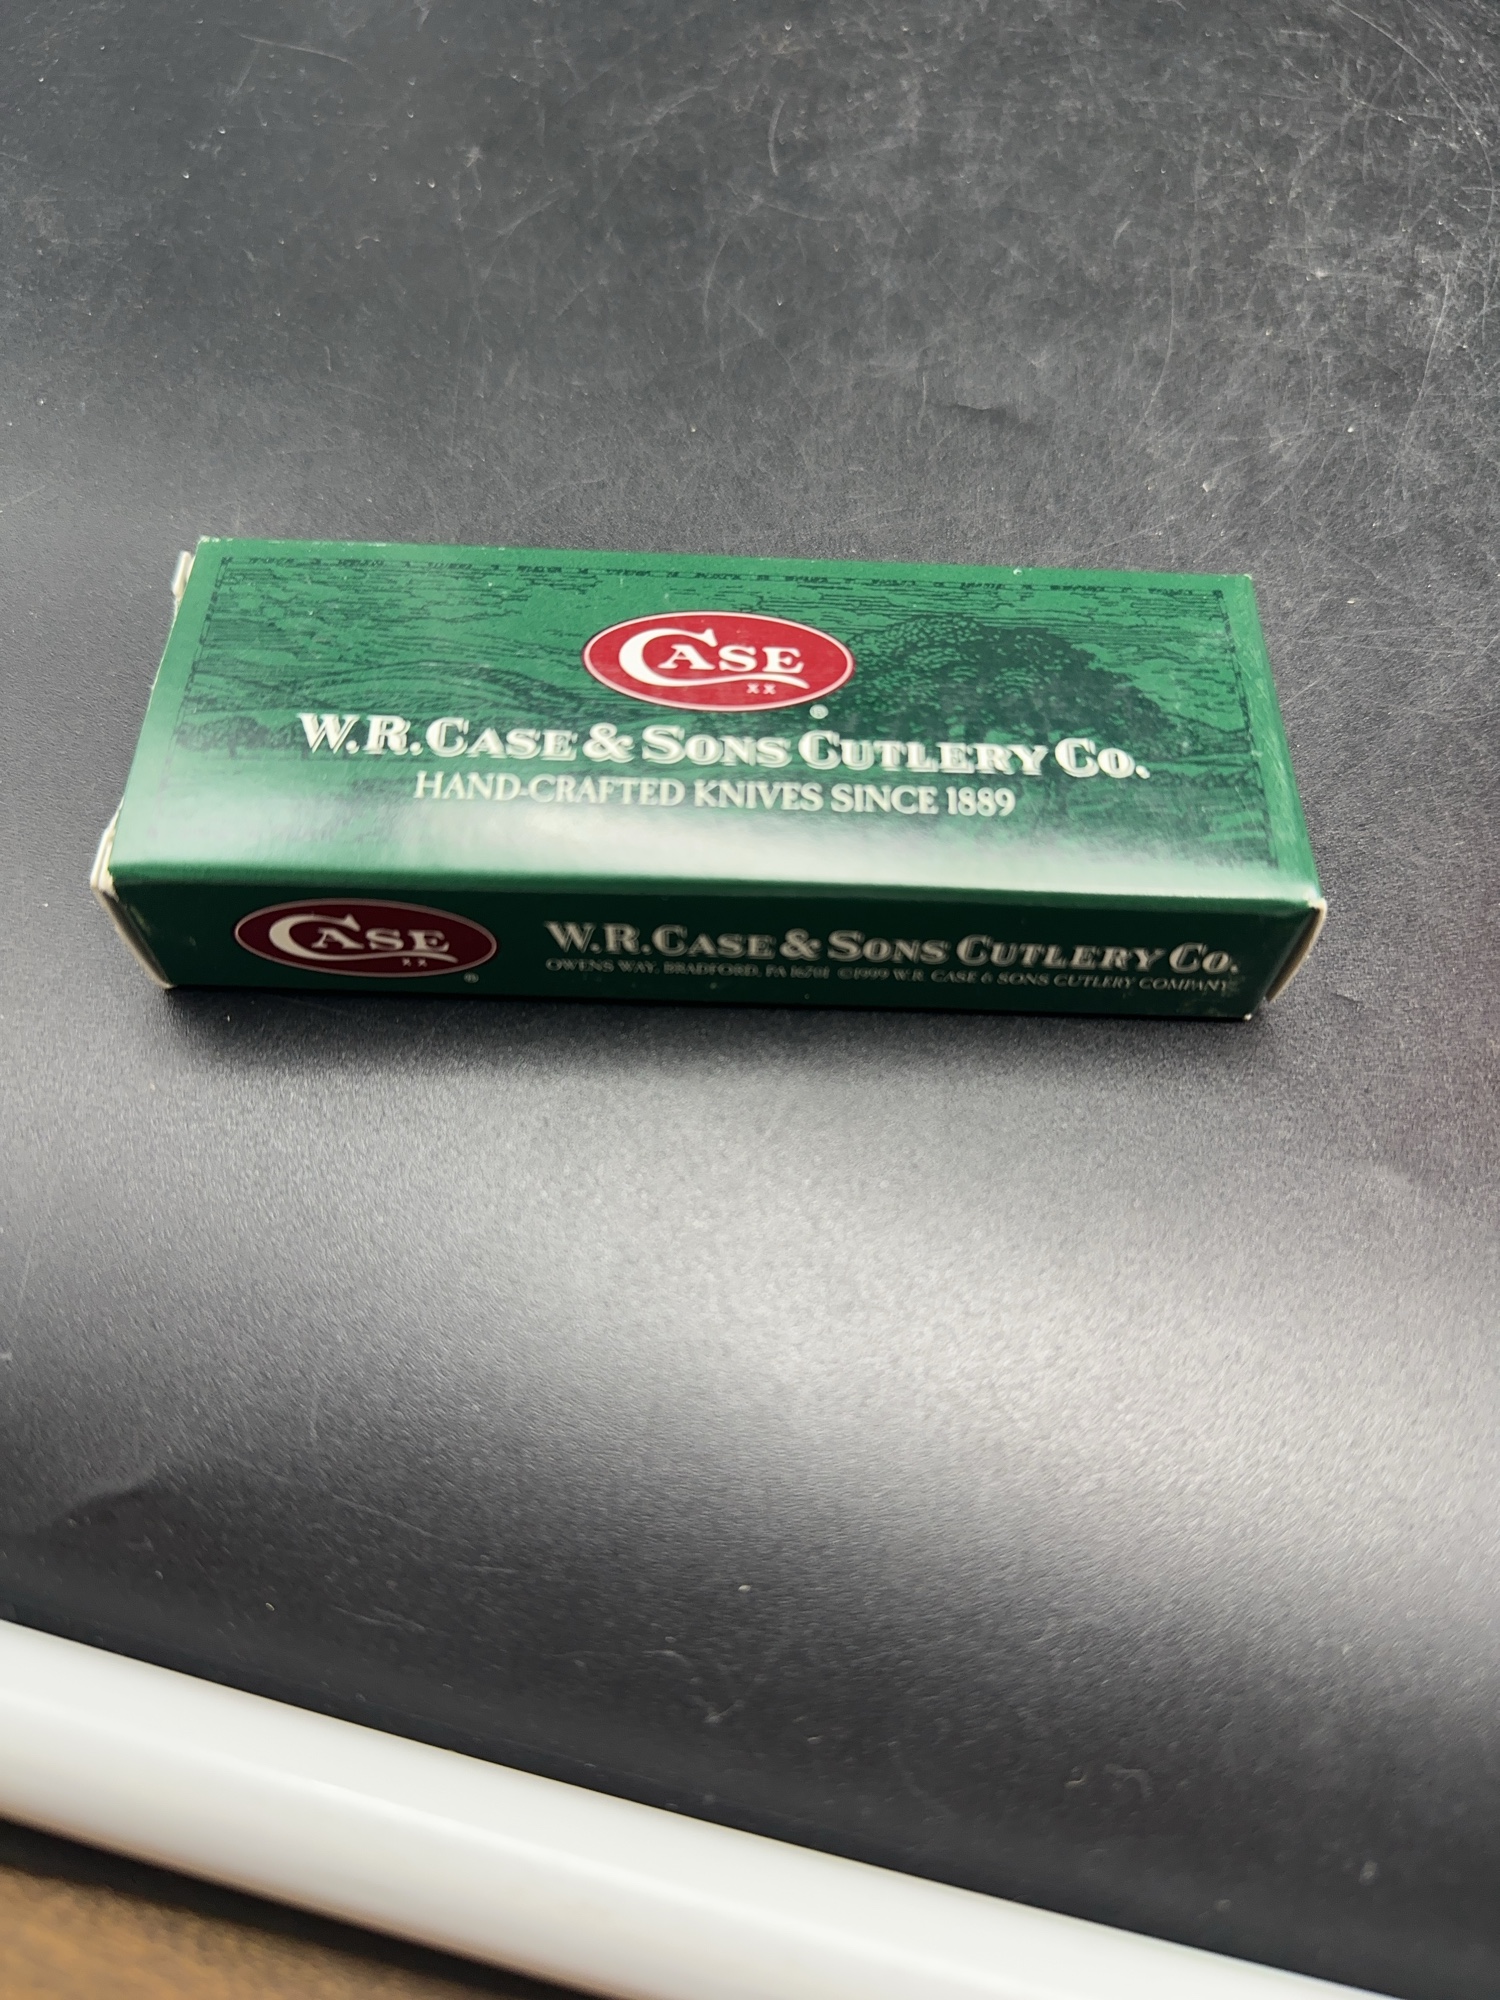 CASE
XX
®
W.R. CASE & SONS CUTLERY CO.
HAND-CRAFTED KNIVES SINCE 1889
CASE
XX
®
W.R. CASE & SONS CUTLERY CO.
OWENS WAY, BRADFORD, PA 16701 ©1999 W.R. CASE & SONS CUTLERY COMPANY